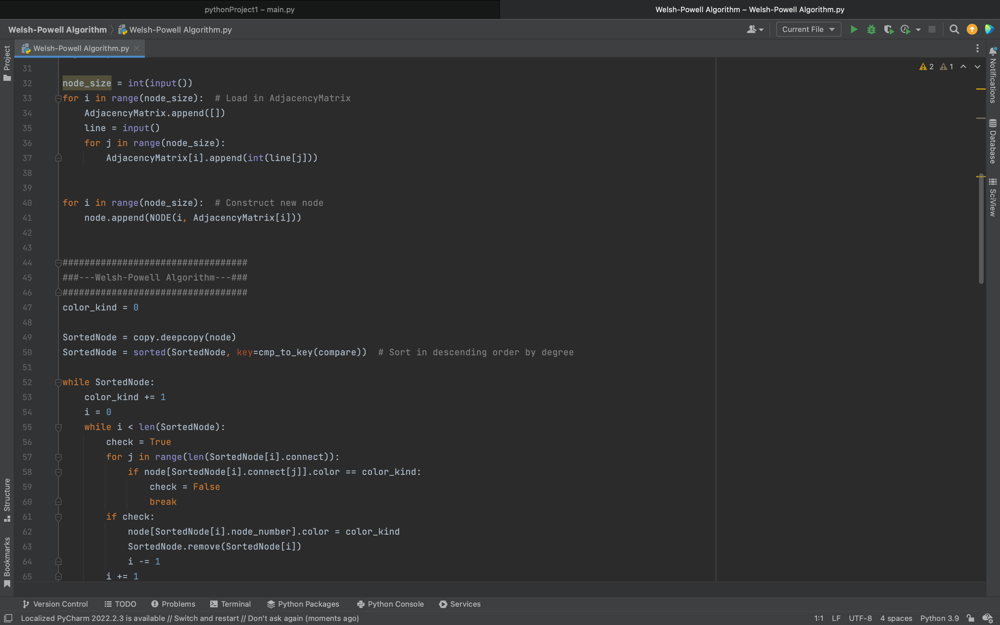 pythonProject1 – main.py
Welsh-Powell Algorithm – Welsh-Powell Algorithm.py
Welsh-Powell Algorithm
Welsh-Powell Algorithm.py
Current File
Welsh-Powell Algorithm.py
2
1
Project
Structure
Bookmarks
31
32 node_size = int(input())
33 for i in range(node_size):  # Load in AdjacencyMatrix
34     AdjacencyMatrix.append([])
35     line = input()
36     for j in range(node_size):
37         AdjacencyMatrix[i].append(int(line[j]))
38
39
40 for i in range(node_size):  # Construct new node
41     node.append(NODE(i, AdjacencyMatrix[i]))
42
43
44 ##################################
45 ###---Welsh-Powell Algorithm---###
46 ##################################
47 color_kind = 0
48
49 SortedNode = copy.deepcopy(node)
50 SortedNode = sorted(SortedNode, key=cmp_to_key(compare))  # Sort in descending order by degree
51
52 while SortedNode:
53     color_kind += 1
54     i = 0
55     while i < len(SortedNode):
56         check = True
57         for j in range(len(SortedNode[i].connect)):
58             if node[SortedNode[i].connect[j]].color == color_kind:
59                 check = False
60                 break
61         if check:
62             node[SortedNode[i].node_number].color = color_kind
63             SortedNode.remove(SortedNode[i])
64             i -= 1
65         i += 1
Notifications
Database
SciView
Version Control
TODO
Problems
Terminal
Python Packages
Python Console
Services
Localized PyCharm 2022.2.3 is available // Switch and restart // Don't ask again (moments ago)
1:1
LF
UTF-8
4 spaces
Python 3.9